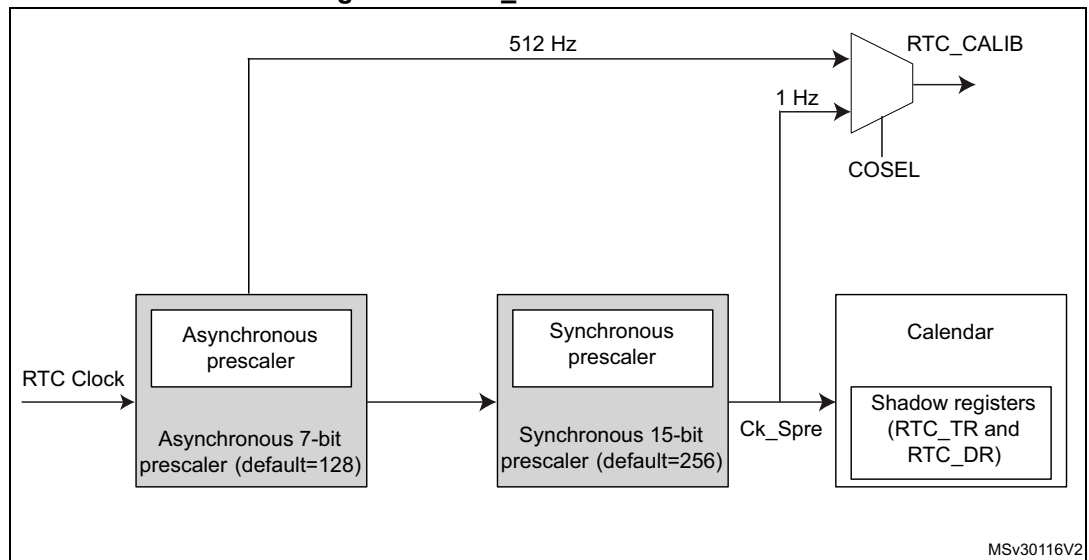 512 Hz
RTC_CALIB
1 Hz
COSEL
Asynchronous
prescaler
Synchronous
prescaler
Calendar
RTC Clock
Shadow registers
(RTC_TR and
RTC_DR)
Ck_Spre
Asynchronous 7-bit
prescaler (default=128)
Synchronous 15-bit
prescaler (default=256)
MSv30116V2